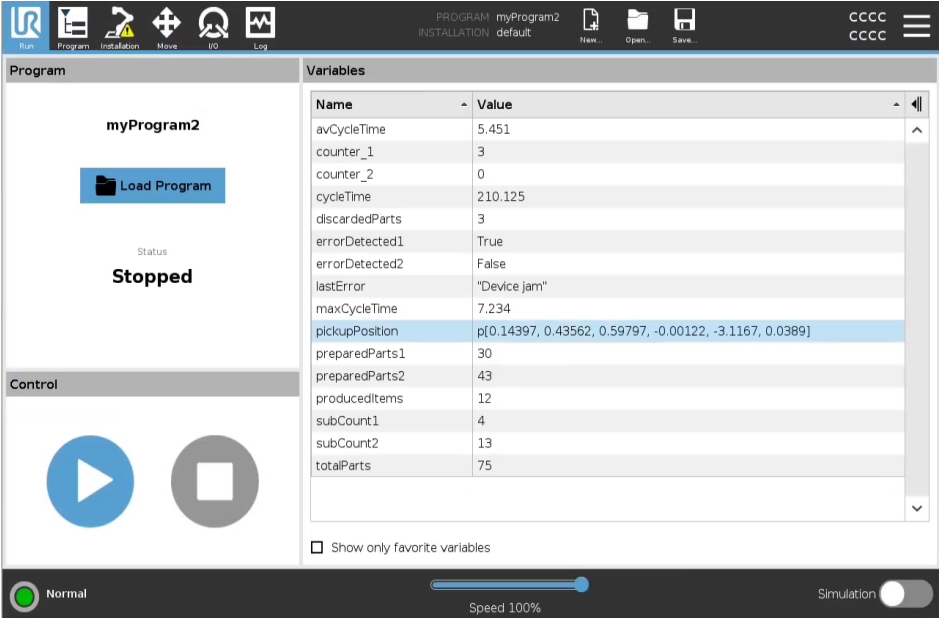 UR
Run
Program
Installation
Move
I/O
Log
PROGRAM myProgram2
INSTALLATION default
New...
Open...
Save...
CCCC
CCCC
Program
myProgram2
Load Program
Status
Stopped
Control
Variables
Name Value
avCycleTime 5.451
counter_1 3
counter_2 0
cycleTime 210.125
discardedParts 3
errorDetected1 True
errorDetected2 False
lastError "Device jam"
maxCycleTime 7.234
pickupPosition p[0.14397, 0.43562, 0.59797, -0.00122, -3.1167, 0.0389]
preparedParts1 30
preparedParts2 43
producedItems 12
subCount1 4
subCount2 13
totalParts 75
Show only favorite variables
Normal
Speed 100%
Simulation